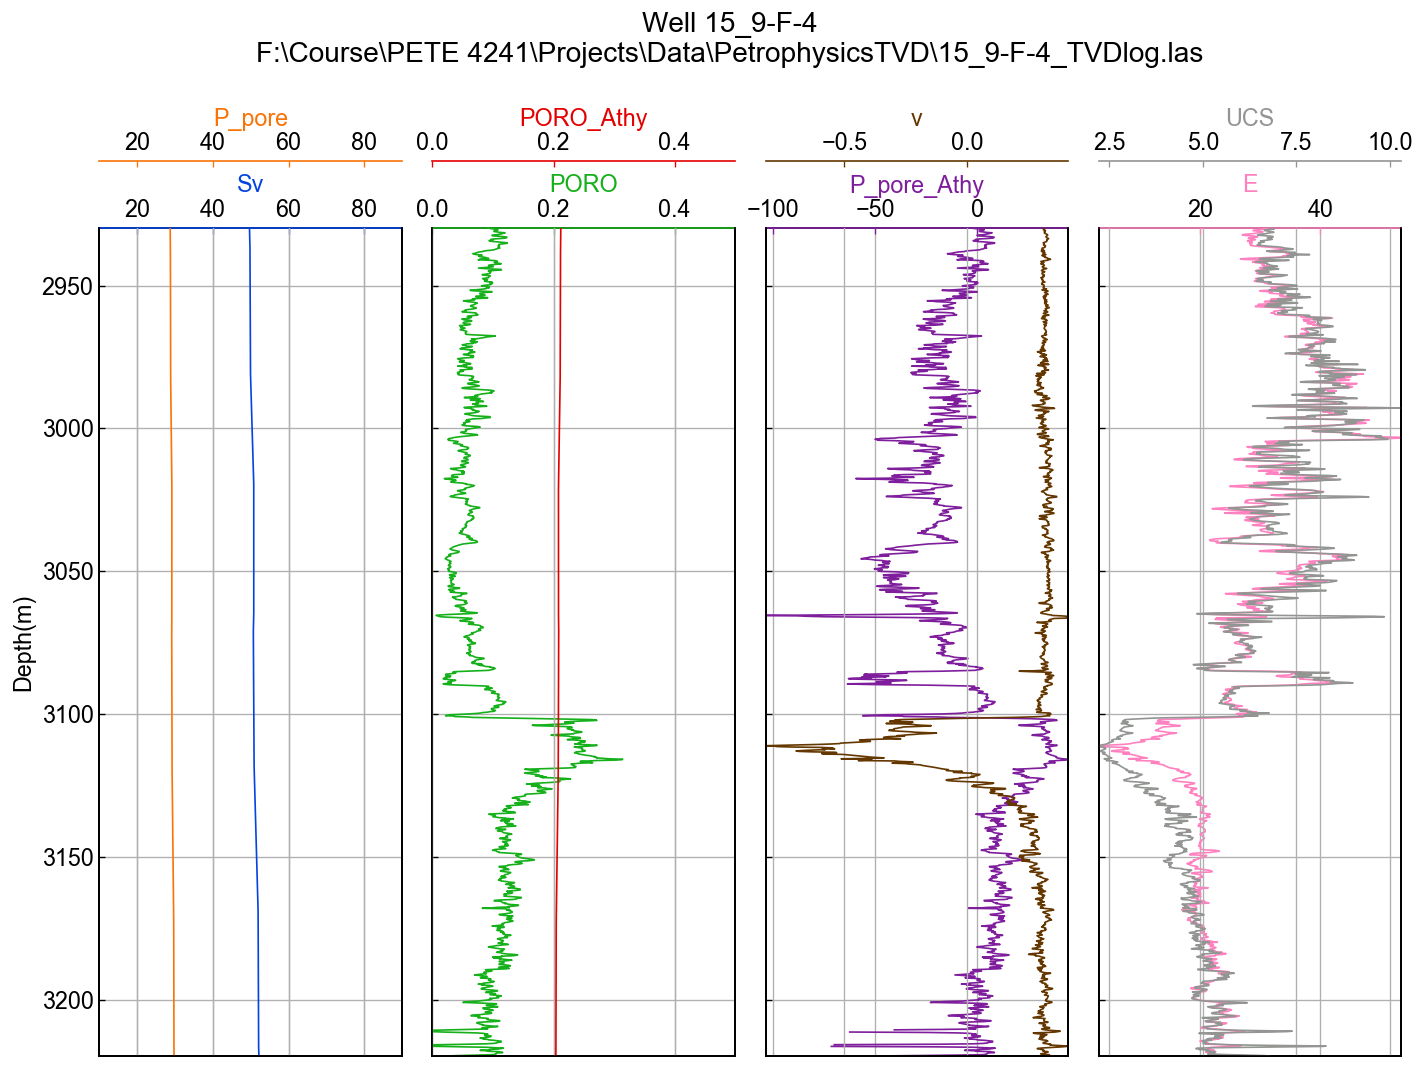 Well 15_9-F-4
F:\Course\PETE 4241\Projects\Data\PetrophysicsTVD\15_9-F-4_TVDlog.las
P_pore
20 40 60 80
Sv
20 40 60 80
PORO_Athy
0.0 0.2 0.4
PORO
0.0 0.2 0.4
v
−0.5 0.0
P_pore_Athy
−100 −50 0
UCS
2.5 5.0 7.5 10.0
E
20 40
Depth(m)
2950
3000
3050
3100
3150
3200